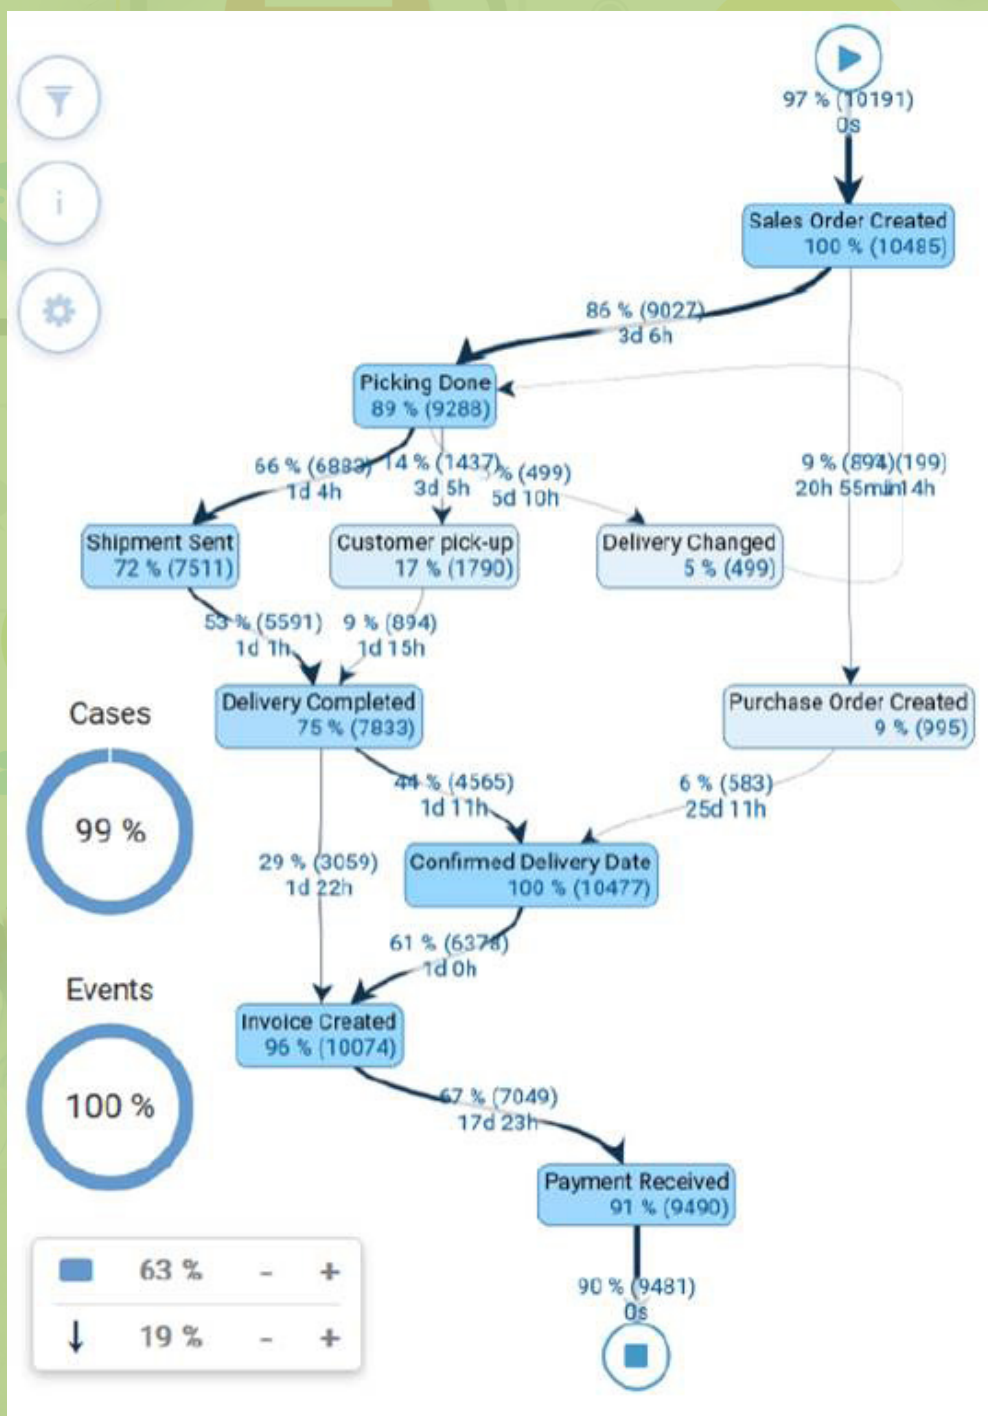 97 % (10191)
0s
i
Sales Order Created
100 % (10485)
86 % (9027)
3d 6h
Picking Done
89 % (9288)
66 % (6883)
1d 4h
14 % (1437)
3d 5h
% (499)
5d 10h
9 % (894)
20h 55min
(199)
14h
Shipment Sent
72 % (7511)
Customer pick-up
17 % (1790)
Delivery Changed
5 % (499)
53 % (5591)
1d 1h
9 % (894)
1d 15h
Delivery Completed
75 % (7833)
Purchase Order Created
9 % (995)
Cases
99 %
44 % (4565)
1d 11h
6 % (583)
25d 11h
29 % (3059)
1d 22h
Confirmed Delivery Date
100 % (10477)
61 % (6378)
1d 0h
Events
100 %
Invoice Created
96 % (10074)
67 % (7049)
17d 23h
Payment Received
91 % (9490)
63 % - +
19 % - +
90 % (9481)
0s